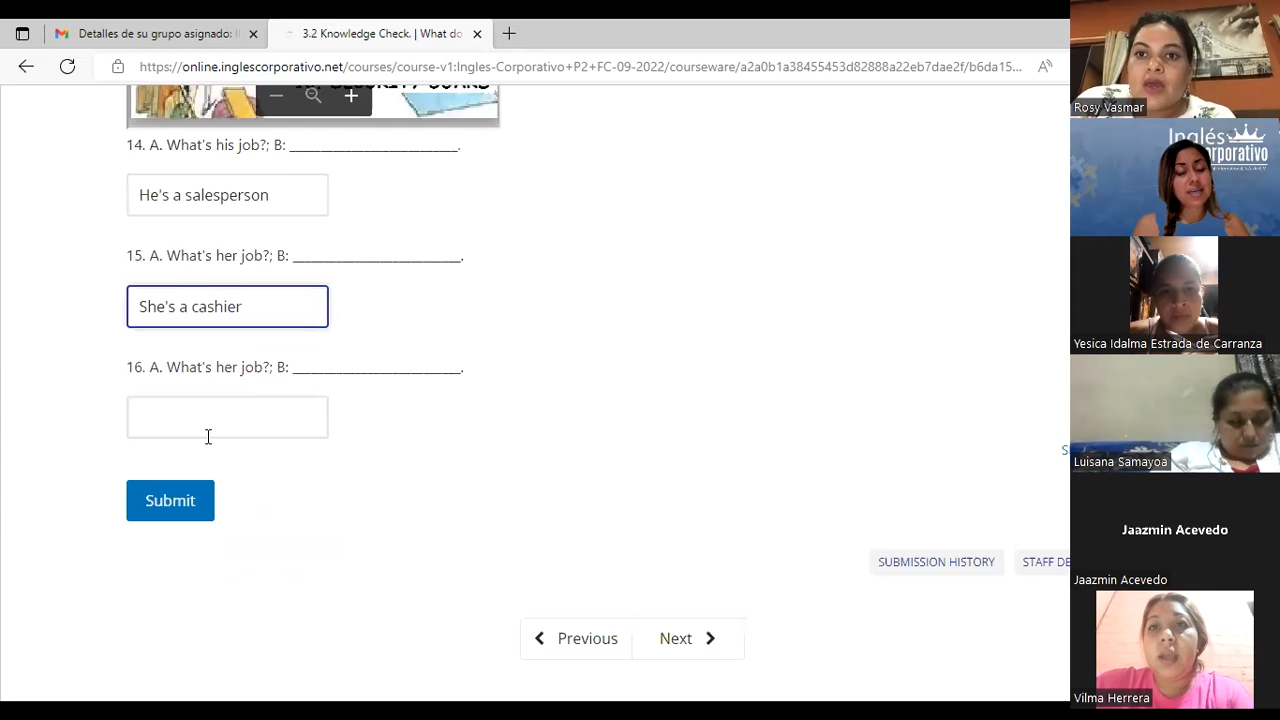 Detalles de su grupo asignado: I
3.2 Knowledge Check. | What do
https://online.inglescorporativo.net/courses/course-v1:Ingles-Corporativo+P2+FC-09-2022/courseware/a2a0b1a38455453d82888a22eb7dae2f/b6da15...
14. A. What's his job?; B: _________________________.
He's a salesperson
15. A. What's her job?; B: _________________________.
She's a cashier
16. A. What's her job?; B: _________________________.
Submit
SUBMISSION HISTORY
STAFF DE
Previous
Next
Rosy Vasmar
Inglés
Corporativo
Yesica Idalma Estrada de Carranza
Luisana Samayoa
Jaazmin Acevedo
Jaazmin Acevedo
Vilma Herrera